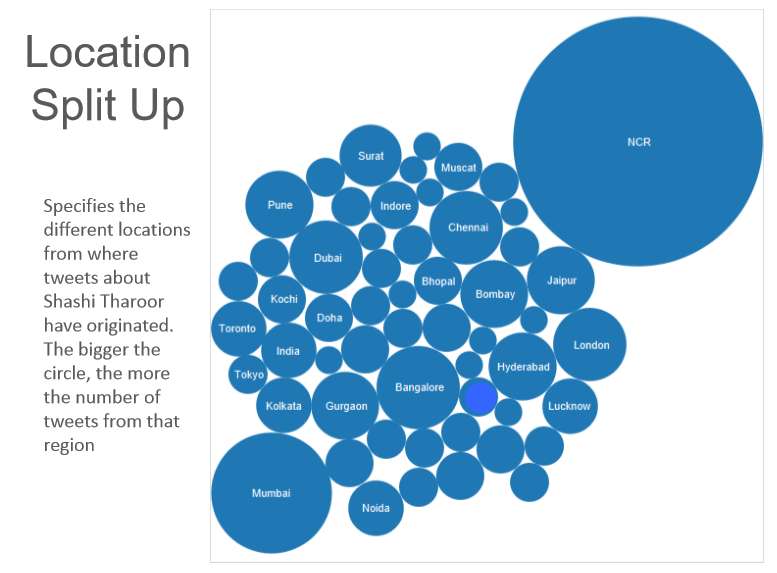 Location
Split Up
Specifies the
different locations
from where
tweets about
Shashi Tharoor
have originated.
The bigger the
circle, the more
the number of
tweets from that
region
NCR
Surat
Muscat
Pune
Indore
Chennai
Dubai
Bhopal
Jaipur
Kochi
Bombay
Doha
Toronto
London
India
Hyderabad
Tokyo
Bangalore
Kolkata
Gurgaon
Lucknow
Mumbai
Noida